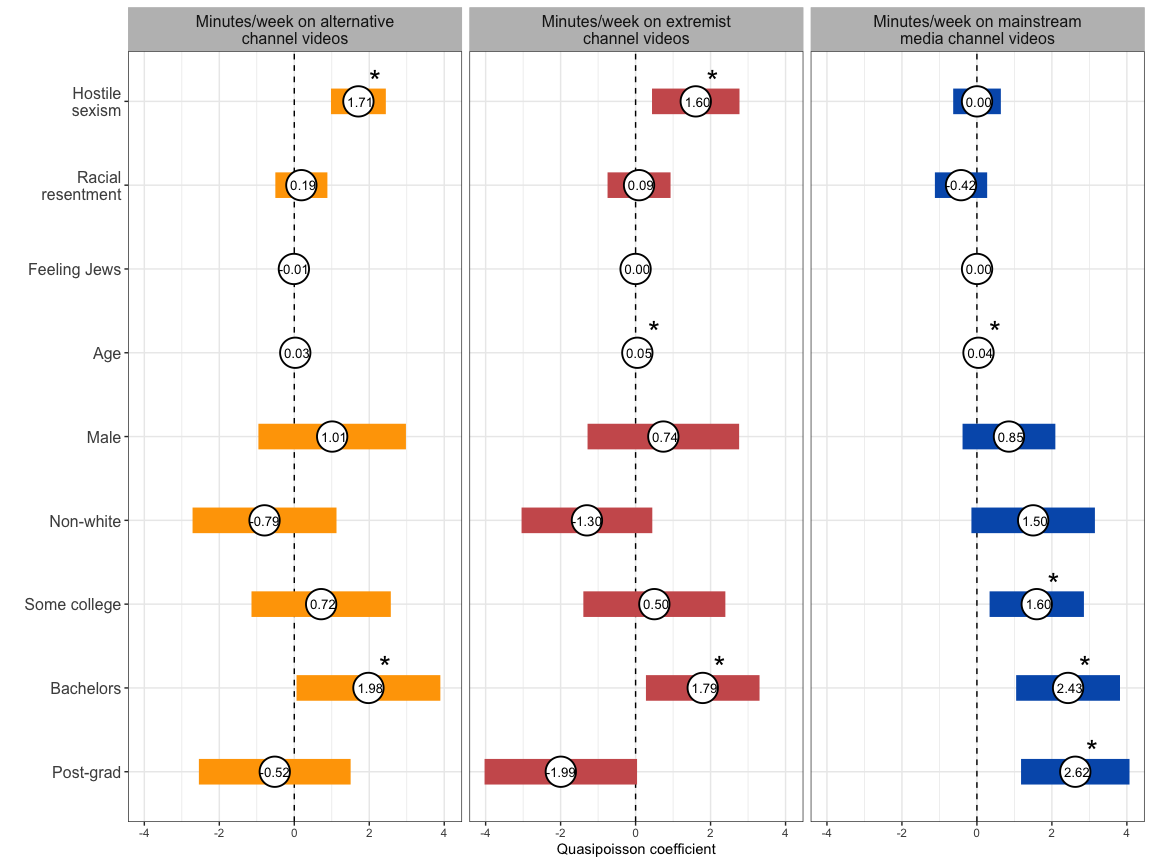 Minutes/week on alternative
channel videos
Minutes/week on extremist
channel videos
Minutes/week on mainstream
media channel videos
Hostile
sexism
* * 
1.71 1.60 0.00
Racial
resentment
0.19 0.09 -0.42
Feeling Jews -0.01 0.00 0.00
* *
Age 0.03 0.05 0.04
Male 1.01 0.74 0.85
Non-white -0.79 -1.30 1.50
*
Some college 0.72 0.50 1.60
* * *
Bachelors 1.98 1.79 2.43
*
Post-grad -0.52 -1.99 2.62
-4 -2 0 2 4 -4 -2 0 2 4 -4 -2 0 2 4
Quasipoisson coefficient